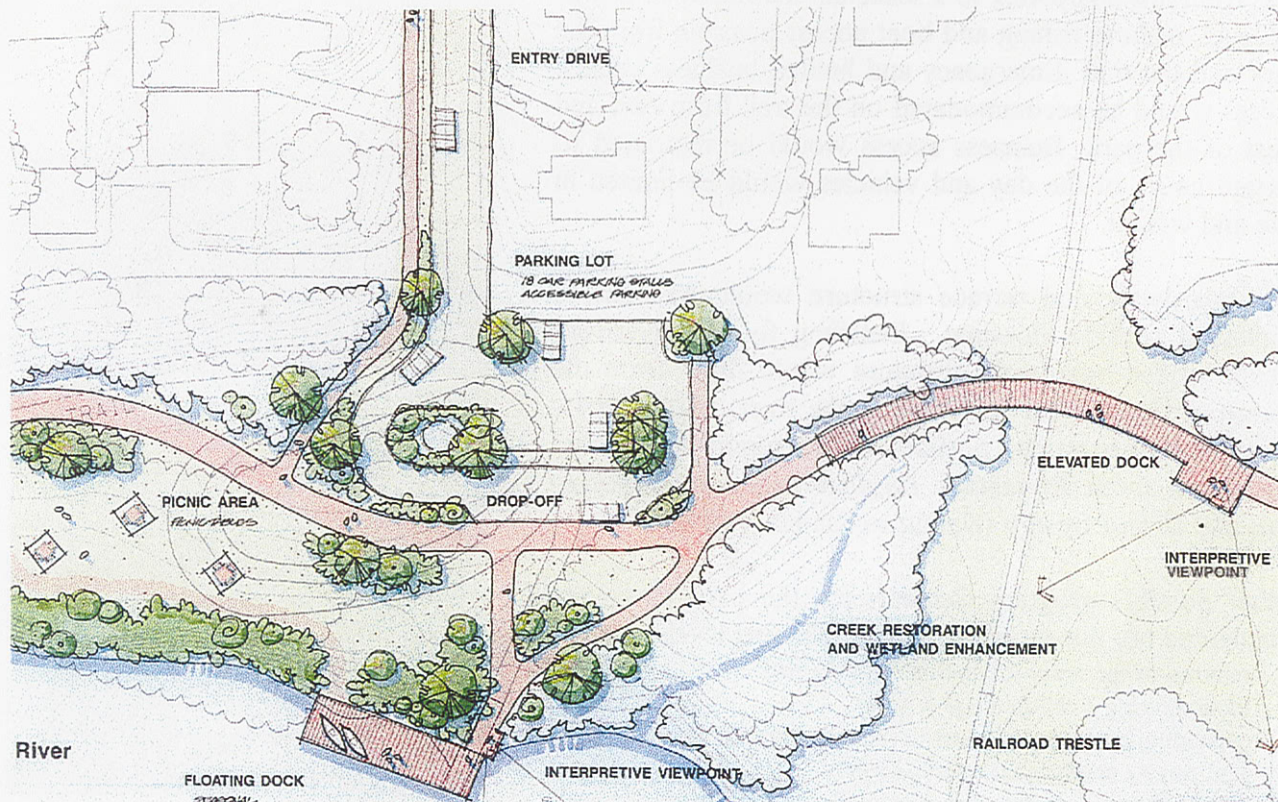 ENTRY DRIVE
PARKING LOT
18 CAR PARKING STALLS
ACCESSIBLE PARKING
TRAIL
PICNIC AREA
DROP-OFF
ELEVATED DOCK
INTERPRETIVE
VIEWPOINT
CREEK RESTORATION
AND WETLAND ENHANCEMENT
River
RAILROAD TRESTLE
INTERPRETIVE VIEWPOINT
FLOATING DOCK